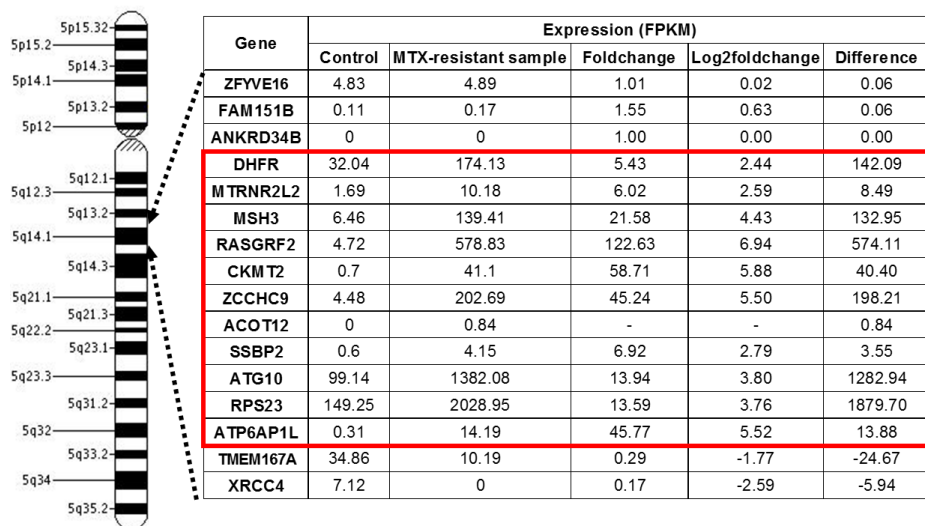 5p15.32
5p15.2
5p14.3
5p14.1
5p13.2
5p12
5q12.1
5q12.3
5q13.2
5q14.1
5q14.3
5q21.1
5q21.3
5q22.2
5q23.1
5q23.3
5q31.2
5q32
5q33.2
5q34
5q35.2
Gene Expression (FPKM)
Control MTX-resistant sample Foldchange Log2foldchange Difference
ZFYVE16 4.83 4.89 1.01 0.02 0.06
FAM151B 0.11 0.17 1.55 0.63 0.06
ANKRD34B 0 0 1.00 0.00 0.00
DHFR 32.04 174.13 5.43 2.44 142.09
MTRNR2L2 1.69 10.18 6.02 2.59 8.49
MSH3 6.46 139.41 21.58 4.43 132.95
RASGRF2 4.72 578.83 122.63 6.94 574.11
CKMT2 0.7 41.1 58.71 5.88 40.40
ZCCHC9 4.48 202.69 45.24 5.50 198.21
ACOT12 0 0.84 - - 0.84
SSBP2 0.6 4.15 6.92 2.79 3.55
ATG10 99.14 1382.08 13.94 3.80 1282.94
RPS23 149.25 2028.95 13.59 3.76 1879.70
ATP6AP1L 0.31 14.19 45.77 5.52 13.88
TMEM167A 34.86 10.19 0.29 -1.77 -24.67
XRCC4 7.12 0 0.17 -2.59 -5.94